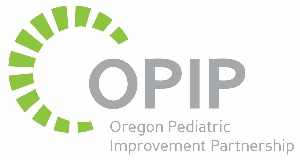 OPIP
Oregon Pediatric
Improvement Partnership